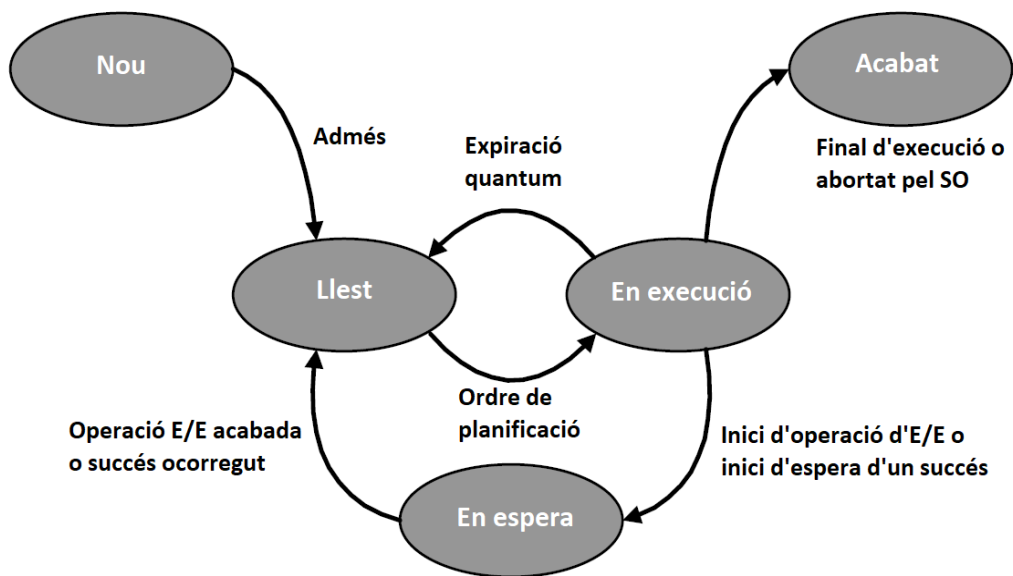 Nou
Acabat
Admés
Expiració
quantum
Final d'execució o
abortat pel SO
Llest
En execució
Ordre de
planificació
Operació E/E acabada
o succés ocorregut
Inici d'operació d'E/E o
inici d'espera d'un succés
En espera